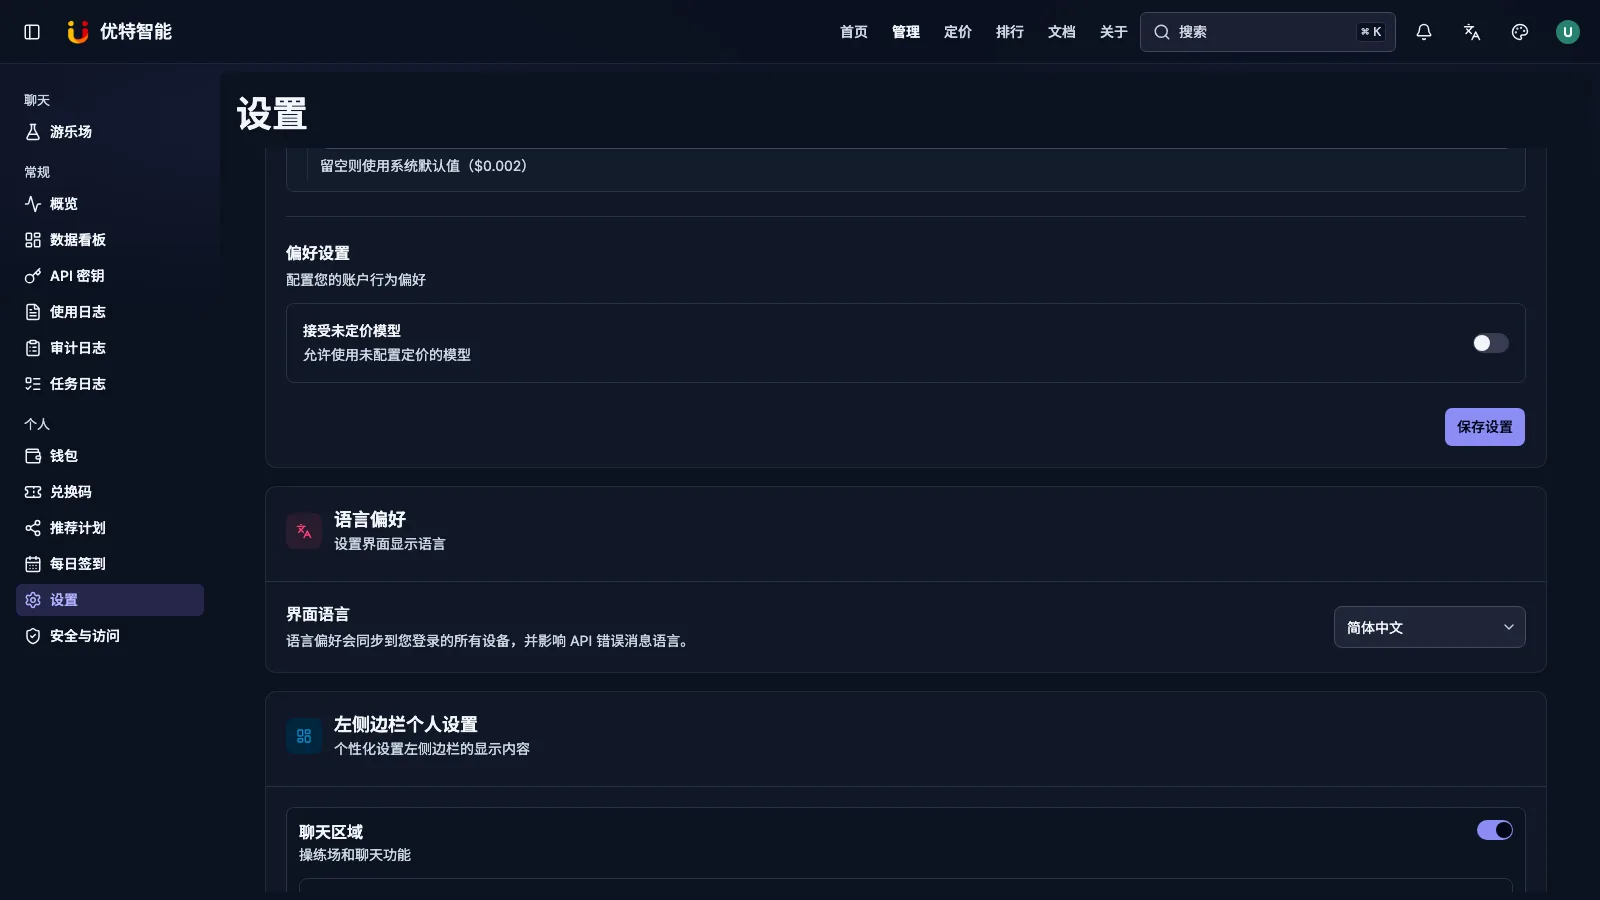 优特智能
首页
管理
定价
排行
文档
关于
搜索
⌘ K
U
聊天
游乐场
常规
概览
数据看板
API 密钥
使用日志
审计日志
任务日志
个人
钱包
兑换码
推荐计划
每日签到
设置
安全与访问
设置
留空则使用系统默认值（$0.002）
偏好设置
配置您的账户行为偏好
接受未定价模型
允许使用未配置定价的模型
保存设置
语言偏好
设置界面显示语言
界面语言
语言偏好会同步到您登录的所有设备，并影响 API 错误消息语言。
简体中文
左侧边栏个人设置
个性化设置左侧边栏的显示内容
聊天区域
操练场和聊天功能